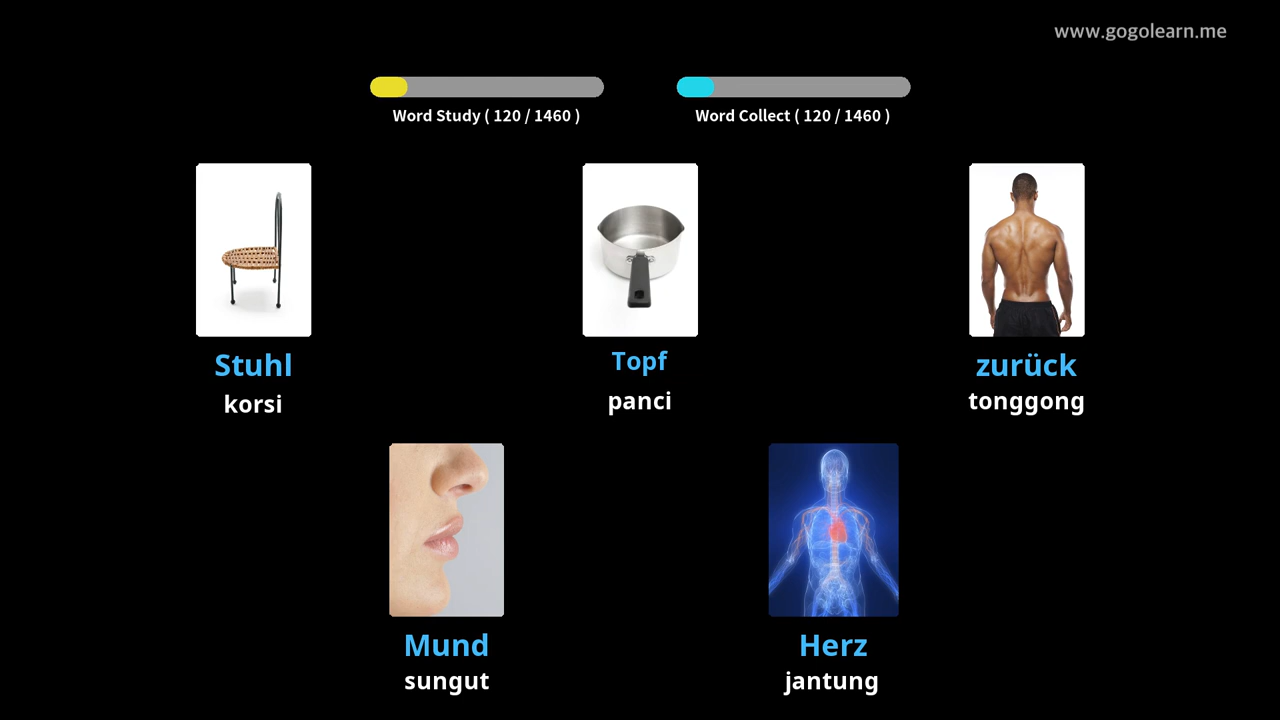 www.gogolearn.me
Word Study ( 120 / 1460 )
Word Collect ( 120 / 1460 )
Stuhl
korsi
Topf
panci
zurück
tonggong
Mund
sungut
Herz
jantung